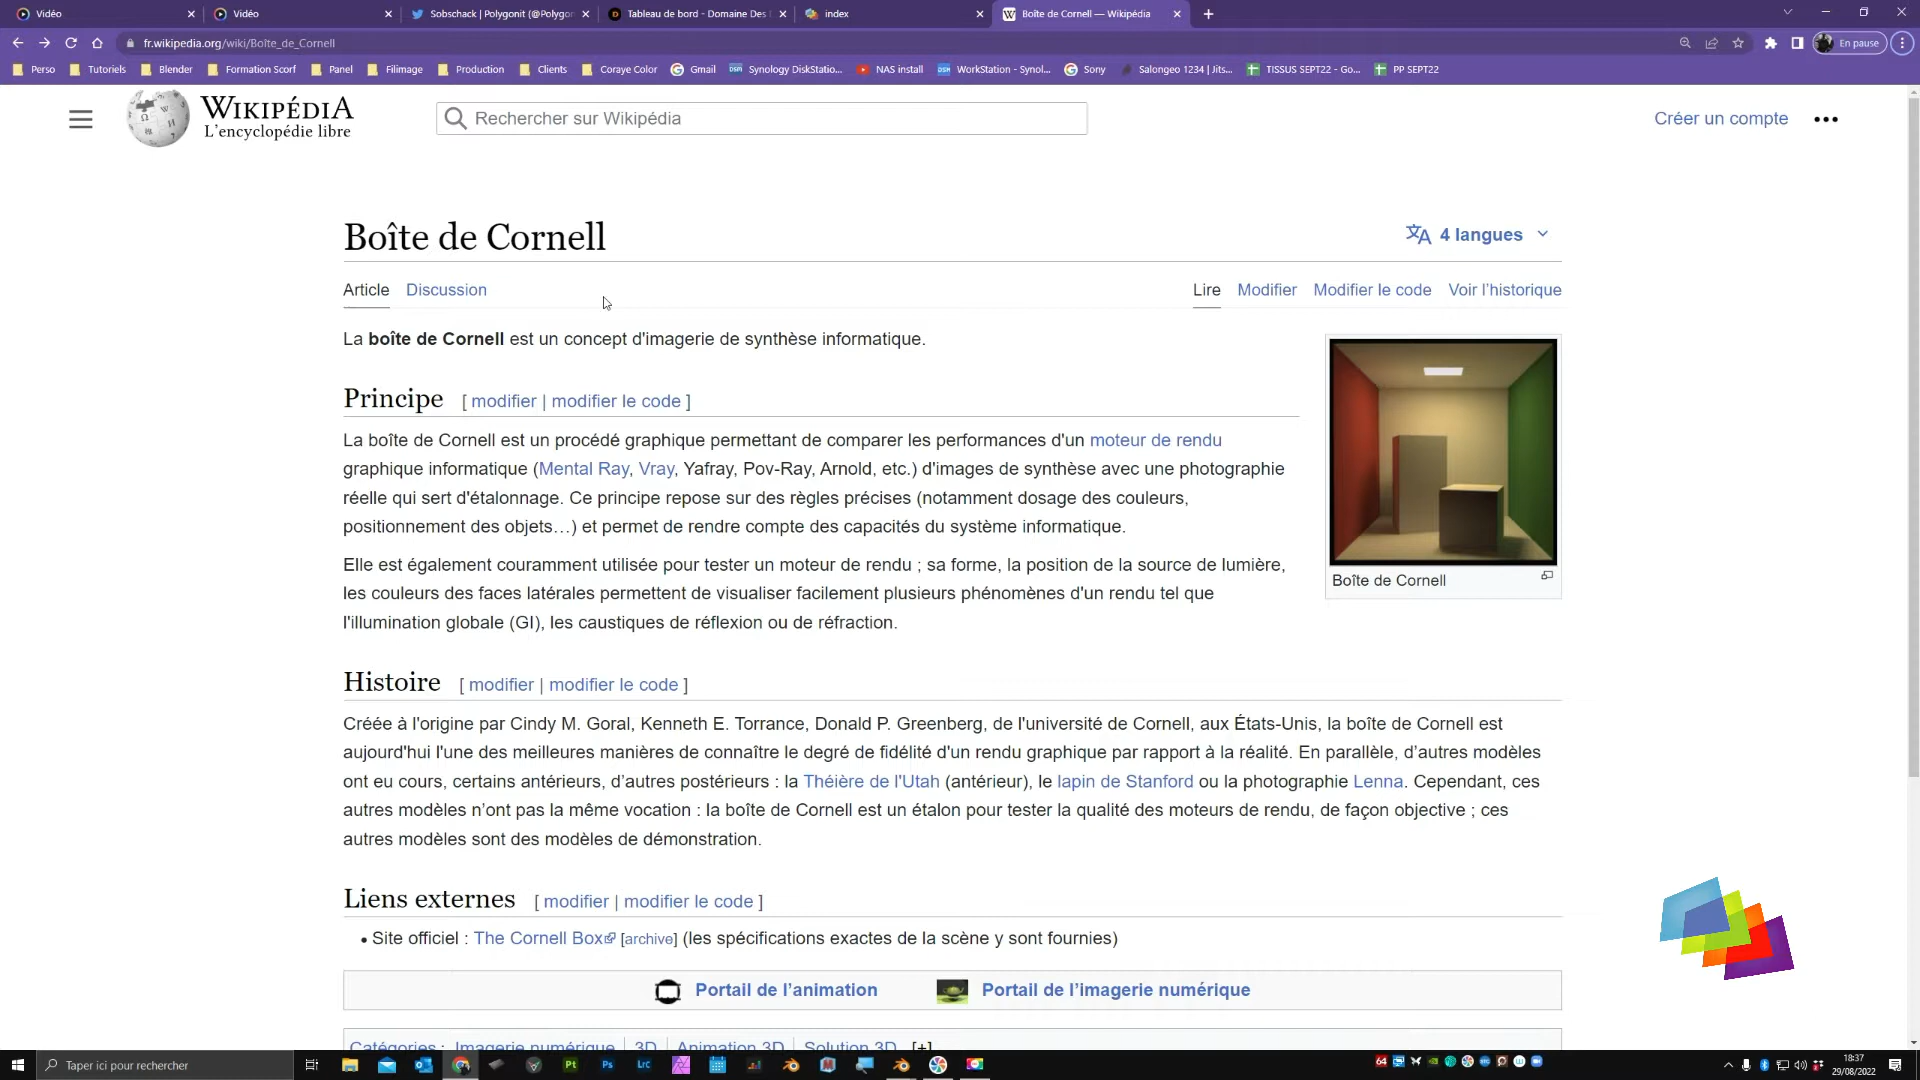 Vidéo
Vidéo
Sobschack | Polygonit (@Polygon
Tableau de bord - Domaine Des
index
Boîte de Cornell — Wikipédia
fr.wikipedia.org/wiki/Boîte_de_Cornell
En pause
Perso
Tutoriels
Blender
Formation Scorf
Panel
Filimage
Production
Clients
Coraye Color
Gmail
Synology DiskStatio...
NAS install
WorkStation - Synol...
Sony
Salongeo 1234 | Jits...
TISSUS SEPT22 - Go...
PP SEPT22
WIKIPÉDIA
L'encyclopédie libre
Rechercher sur Wikipédia
Créer un compte
Boîte de Cornell
4 langues
Article Discussion
Lire Modifier Modifier le code Voir l'historique
La boîte de Cornell est un concept d'imagerie de synthèse informatique.
Principe [ modifier | modifier le code ]
La boîte de Cornell est un procédé graphique permettant de comparer les performances d'un moteur de rendu
graphique informatique (Mental Ray, Vray, Yafray, Pov-Ray, Arnold, etc.) d'images de synthèse avec une photographie
réelle qui sert d'étalonnage. Ce principe repose sur des règles précises (notamment dosage des couleurs,
positionnement des objets…) et permet de rendre compte des capacités du système informatique.
Elle est également couramment utilisée pour tester un moteur de rendu ; sa forme, la position de la source de lumière,
les couleurs des faces latérales permettent de visualiser facilement plusieurs phénomènes d'un rendu tel que
l'illumination globale (GI), les caustiques de réflexion ou de réfraction.
Boîte de Cornell
Histoire [ modifier | modifier le code ]
Créée à l'origine par Cindy M. Goral, Kenneth E. Torrance, Donald P. Greenberg, de l'université de Cornell, aux États-Unis, la boîte de Cornell est
aujourd'hui l'une des meilleures manières de connaître le degré de fidélité d'un rendu graphique par rapport à la réalité. En parallèle, d’autres modèles
ont eu cours, certains antérieurs, d’autres postérieurs : la Théière de l'Utah (antérieur), le lapin de Stanford ou la photographie Lenna. Cependant, ces
autres modèles n’ont pas la même vocation : la boîte de Cornell est un étalon pour tester la qualité des moteurs de rendu, de façon objective ; ces
autres modèles sont des modèles de démonstration.
Liens externes [ modifier | modifier le code ]
• Site officiel : The Cornell Box [archive] (les spécifications exactes de la scène y sont fournies)
Portail de l’animation
Portail de l’imagerie numérique
Catégories : Imagerie numérique | 3D | Animation 3D | Solution 3D [+]
Taper ici pour rechercher
Pt
Ps
Lrc
64
18:37
29/08/2022